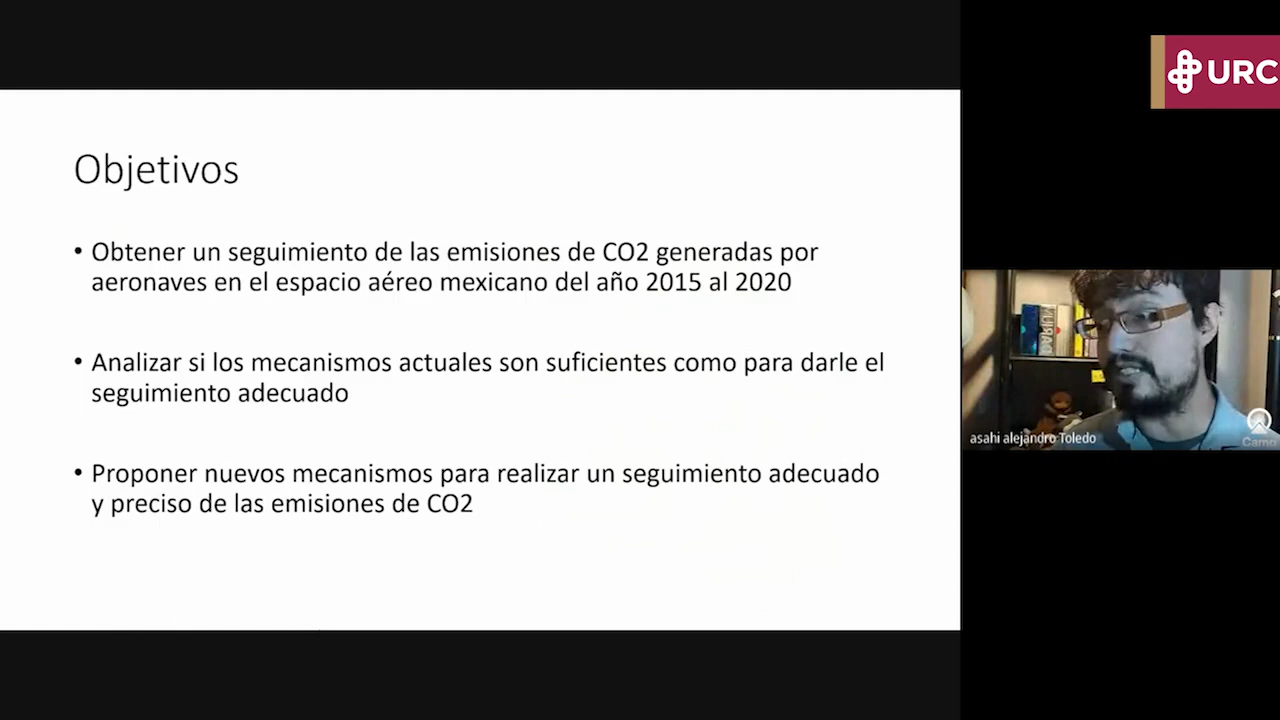 Objetivos
• Obtener un seguimiento de las emisiones de CO2 generadas por
aeronaves en el espacio aéreo mexicano del año 2015 al 2020
• Analizar si los mecanismos actuales son suficientes como para darle el
seguimiento adecuado
• Proponer nuevos mecanismos para realizar un seguimiento adecuado
y preciso de las emisiones de CO2
URC
asahi alejandro Toledo
Camo